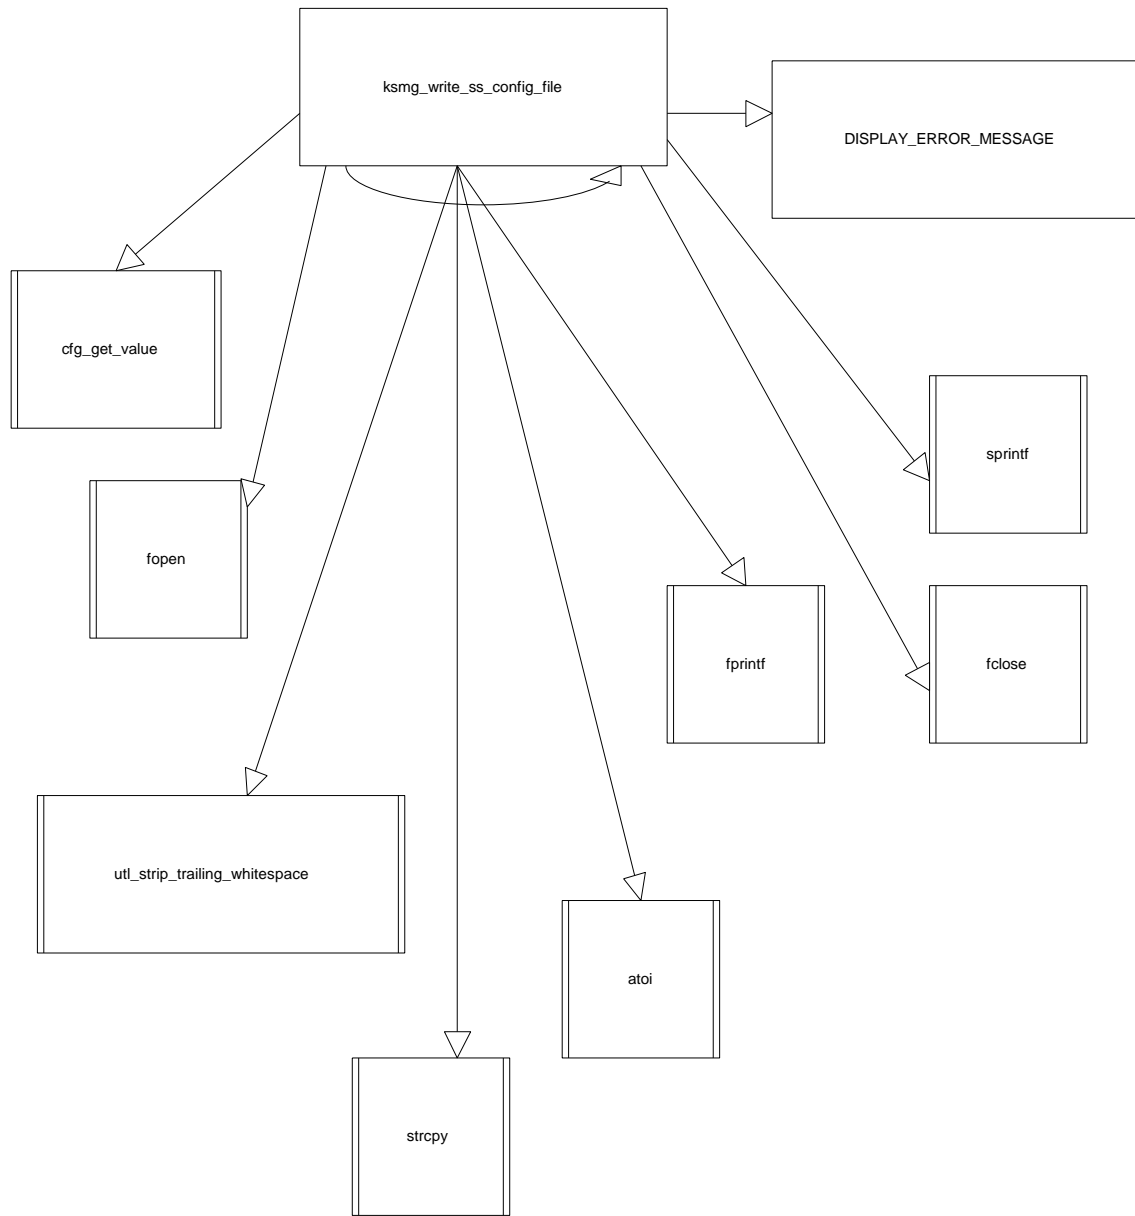 ksmg_write_ss_config_file
DISPLAY_ERROR_MESSAGE
cfg_get_value
sprintf
fopen
fprintf
fclose
utl_strip_trailing_whitespace
atoi
strcpy